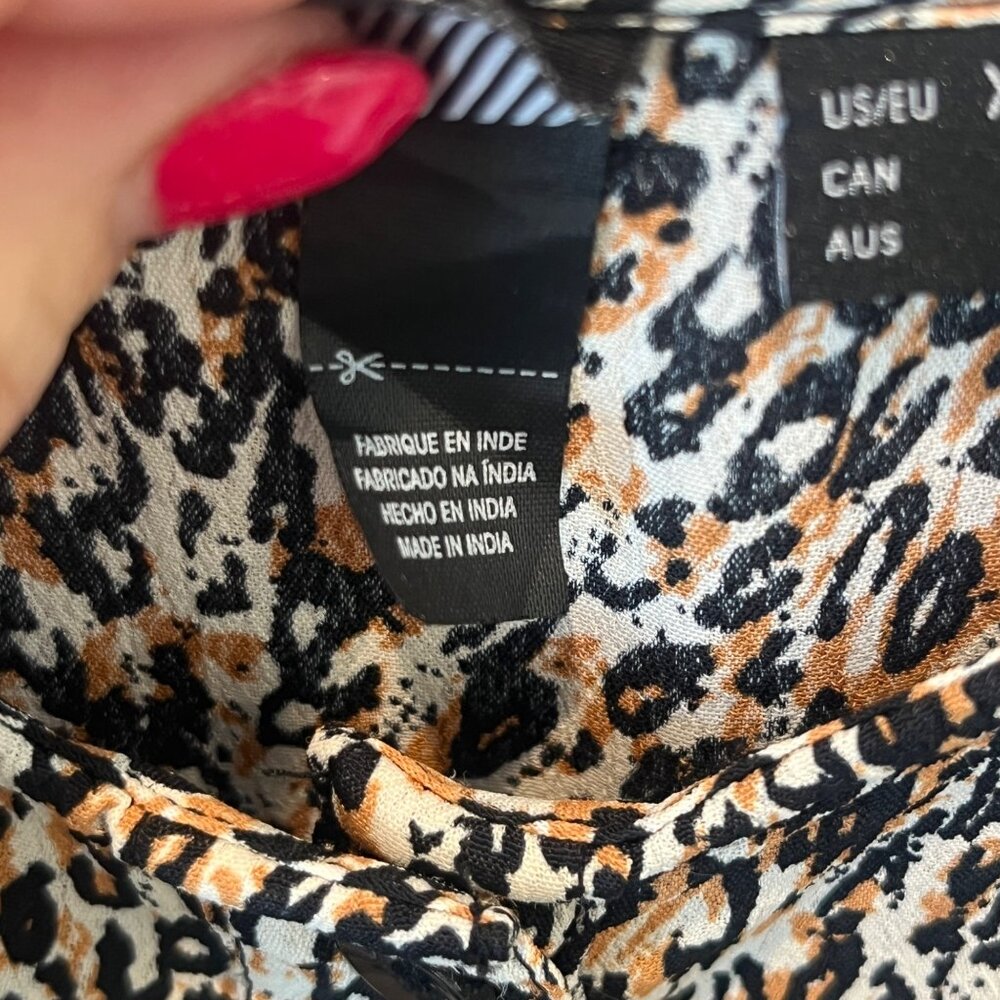 US/EU X
CAN
AUS
FABRIQUE EN INDE
FABRICADO NA ÍNDIA
HECHO EN INDIA
MADE IN INDIA